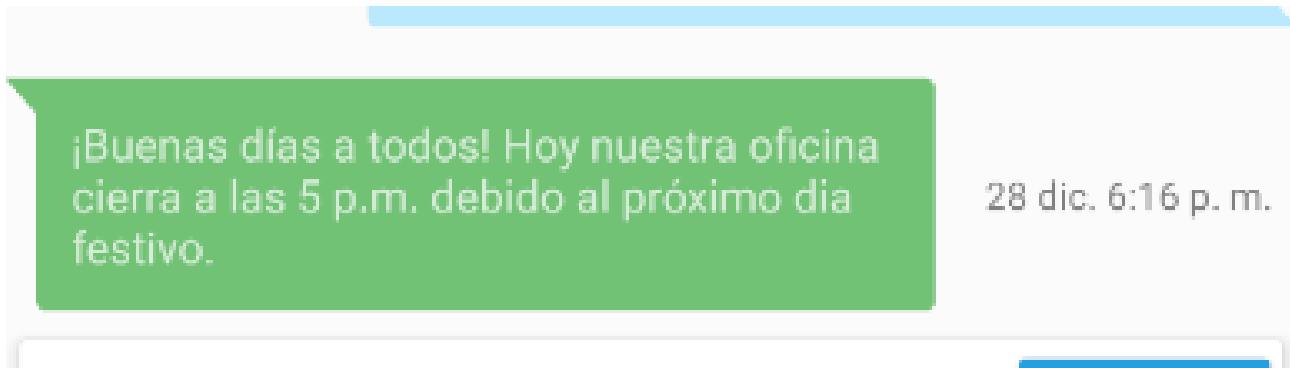 ¡Buenas días a todos! Hoy nuestra oficina
cierra a las 5 p.m. debido al próximo dia
festivo.
28 dic. 6:16 p. m.